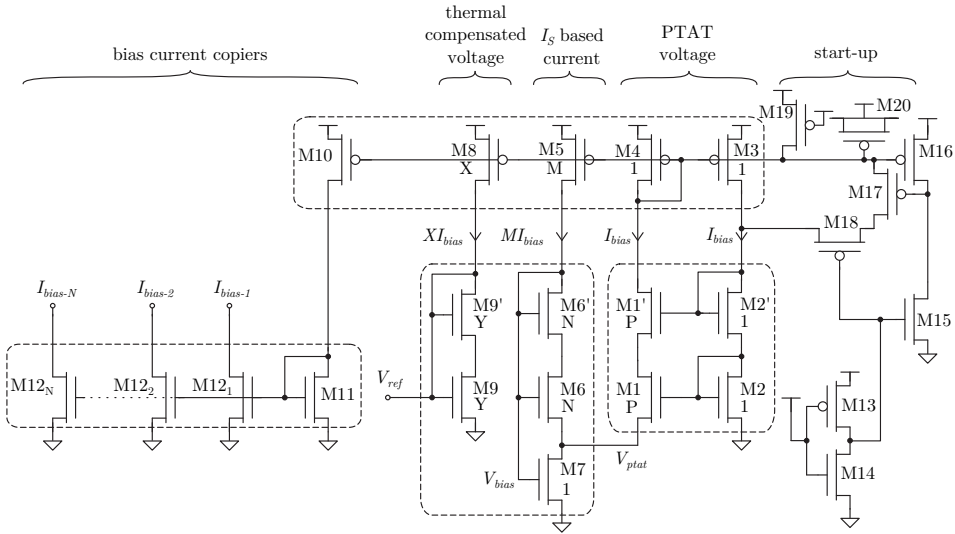 thermal
compensated
voltage
I_S based
current
PTAT
voltage
start-up
bias current copiers
M19
M20
M10
M8
X
M5
M
M4
1
M3
1
M16
M17
M18
XI_bias
MI_bias
I_bias
I_bias
I_bias-N
I_bias-2
I_bias-1
M9'
Y
M6'
N
M1'
P
M2'
1
M15
M12_N
M12_2
M12_1
M11
V_ref
M9
Y
M6
N
M1
P
M2
1
M13
M14
V_bias
M7
1
V_ptat